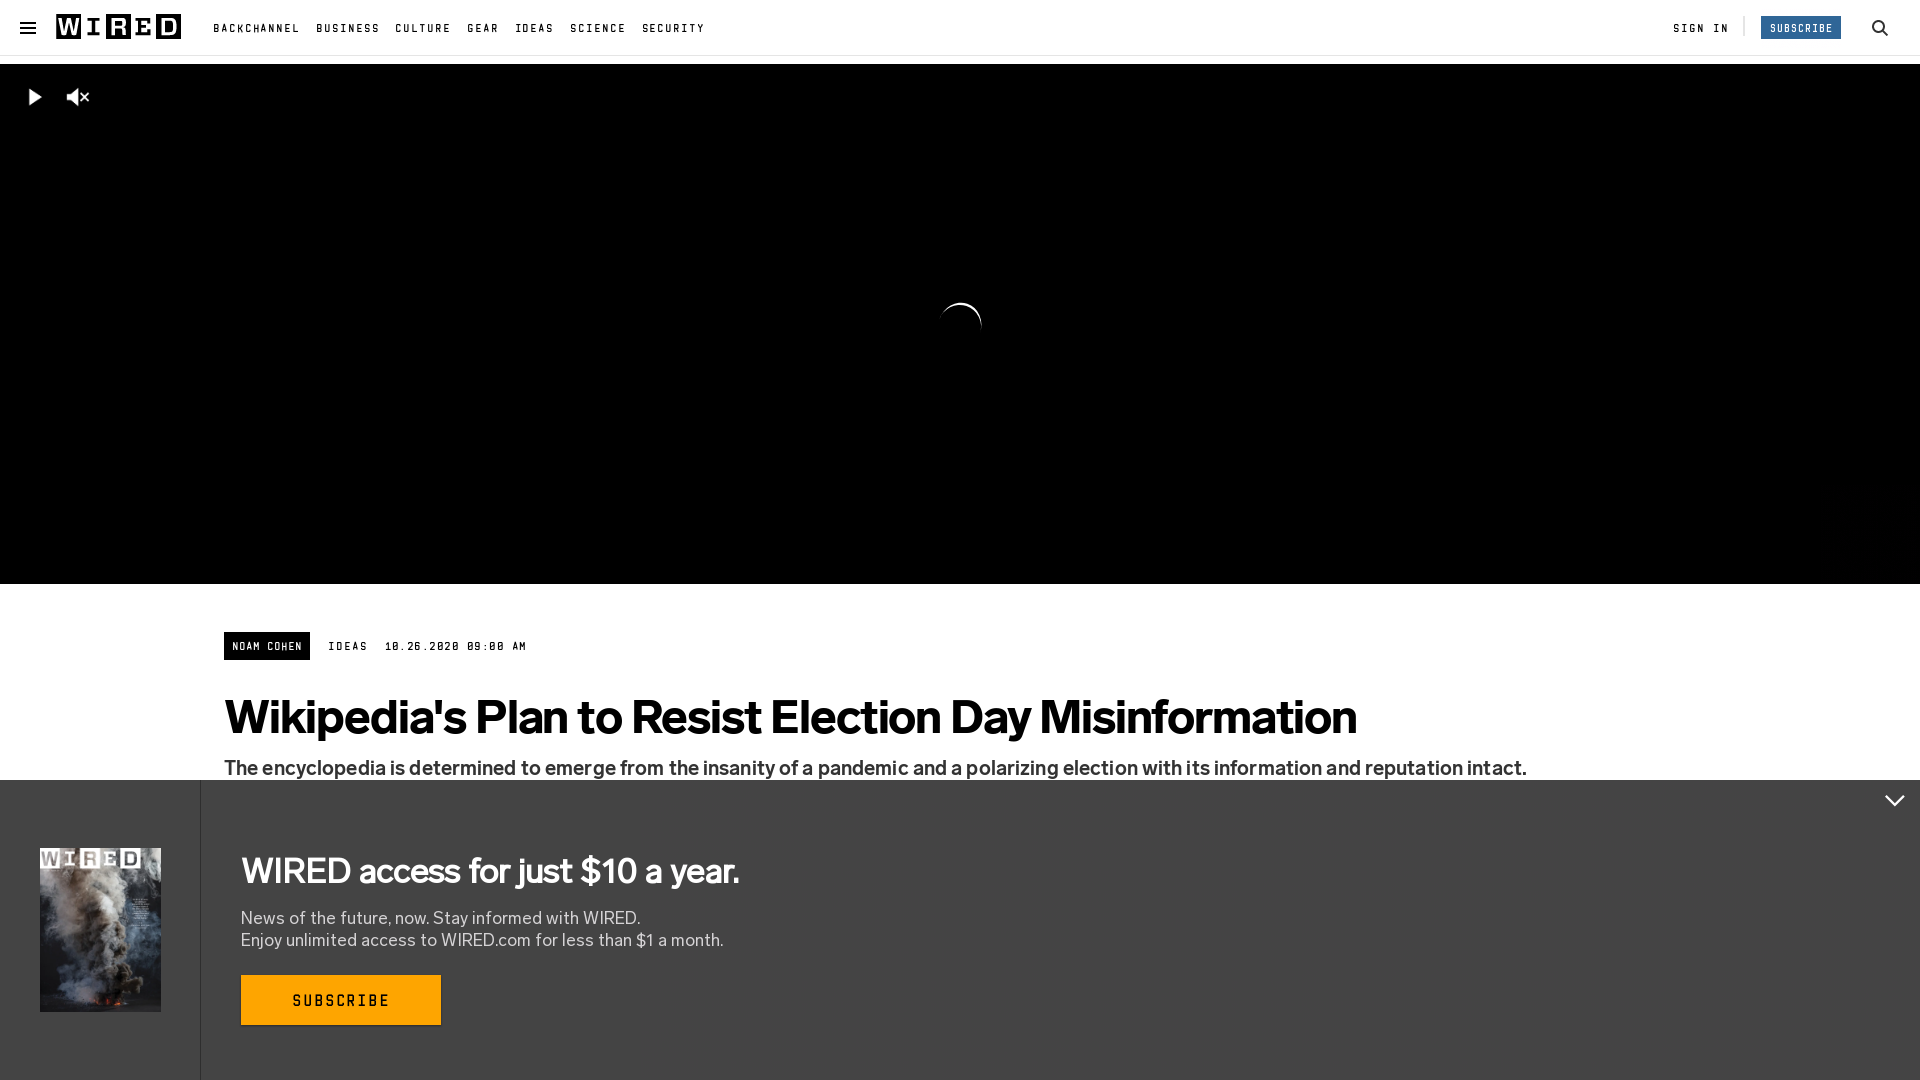 WIRED
BACKCHANNEL BUSINESS CULTURE GEAR IDEAS SCIENCE SECURITY
SIGN IN
SUBSCRIBE
NOAM COHEN
IDEAS
10.26.2020 09:00 AM
Wikipedia's Plan to Resist Election Day Misinformation
The encyclopedia is determined to emerge from the insanity of a pandemic and a polarizing election with its information and reputation intact.
WIRED
WIRED access for just $10 a year.
News of the future, now. Stay informed with WIRED.
Enjoy unlimited access to WIRED.com for less than $1 a month.
SUBSCRIBE